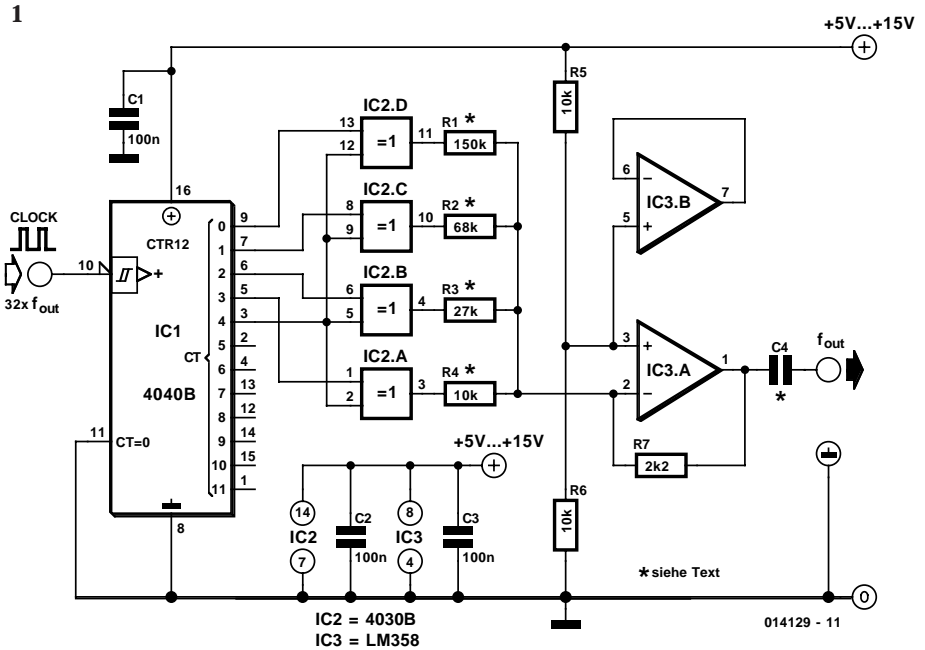 1
+5V...+15V
C1
100n
16
CLOCK
32x fout
10
+
CTR12
IC1
4040B
CT
11
CT=0
8
0
1
2
3
4
5
6
7
8
9
10
11
9
7
6
5
3
2
4
13
12
14
15
1
IC2.D
13
12
=1
11
R1 *
150k
IC2.C
8
9
=1
10
R2 *
68k
IC2.B
6
5
=1
4
R3 *
27k
IC2.A
1
2
=1
3
R4 *
10k
R5
10k
6
5
−
+
IC3.B
7
3
2
+
−
IC3.A
1
C4
*
fout
R7
2k2
R6
10k
+5V...+15V
14
IC2
7
C2
100n
8
IC3
4
C3
100n
* siehe Text
0
014129 - 11
IC2 = 4030B
IC3 = LM358